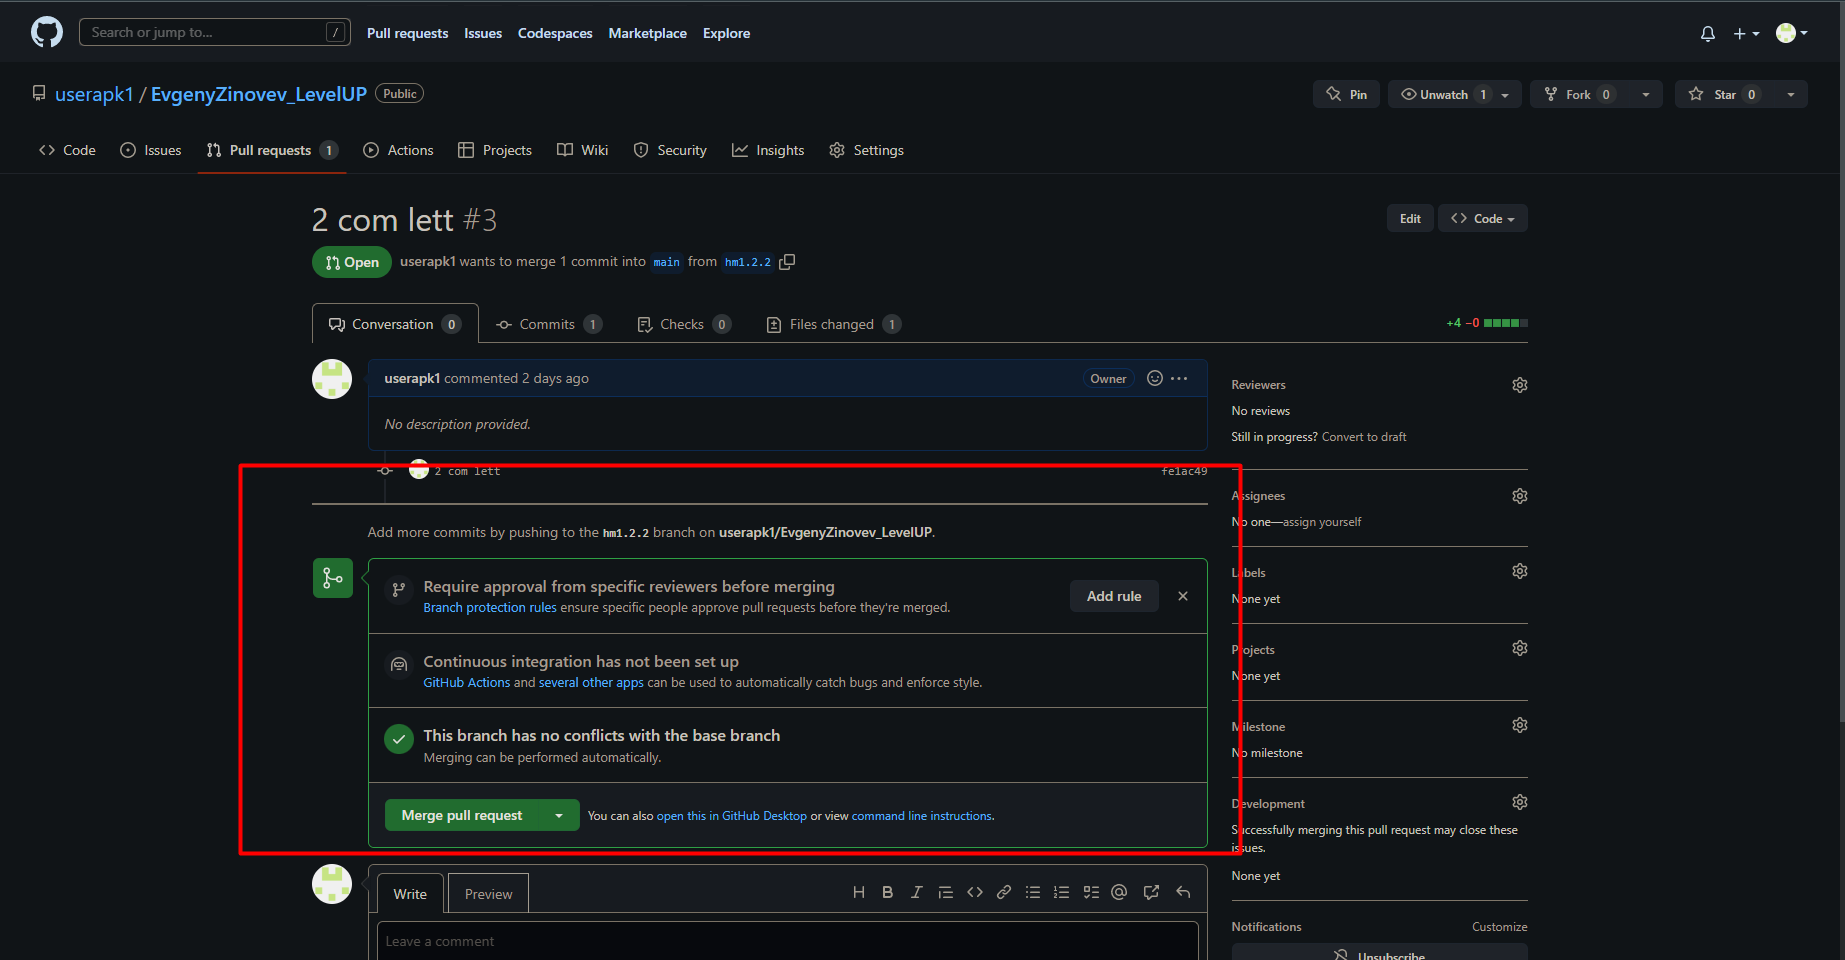 Search or jump to... /
Pull requests Issues Codespaces Marketplace Explore
userapk1 / EvgenyZinovev_LevelUP Public
Pin Unwatch 1 Fork 0 Star 0
Code Issues Pull requests 1 Actions Projects Wiki Security Insights Settings
2 com lett #3
Edit Code
Open userapk1 wants to merge 1 commit into main from hm1.2.2
Conversation 0 Commits 1 Checks 0 Files changed 1 +4 −0
userapk1 commented 2 days ago Owner
No description provided.
2 com lett fe1ac49
Add more commits by pushing to the hm1.2.2 branch on userapk1/EvgenyZinovev_LevelUP.
Require approval from specific reviewers before merging
Branch protection rules ensure specific people approve pull requests before they're merged.
Add rule
Continuous integration has not been set up
GitHub Actions and several other apps can be used to automatically catch bugs and enforce style.
This branch has no conflicts with the base branch
Merging can be performed automatically.
Merge pull request You can also open this in GitHub Desktop or view command line instructions.
Write Preview
H B I @
Leave a comment
Reviewers
No reviews
Still in progress? Convert to draft
Assignees
No one—assign yourself
Labels
None yet
Projects
None yet
Milestone
No milestone
Development
Successfully merging this pull request may close these
issues.
None yet
Notifications Customize
Unsubscribe